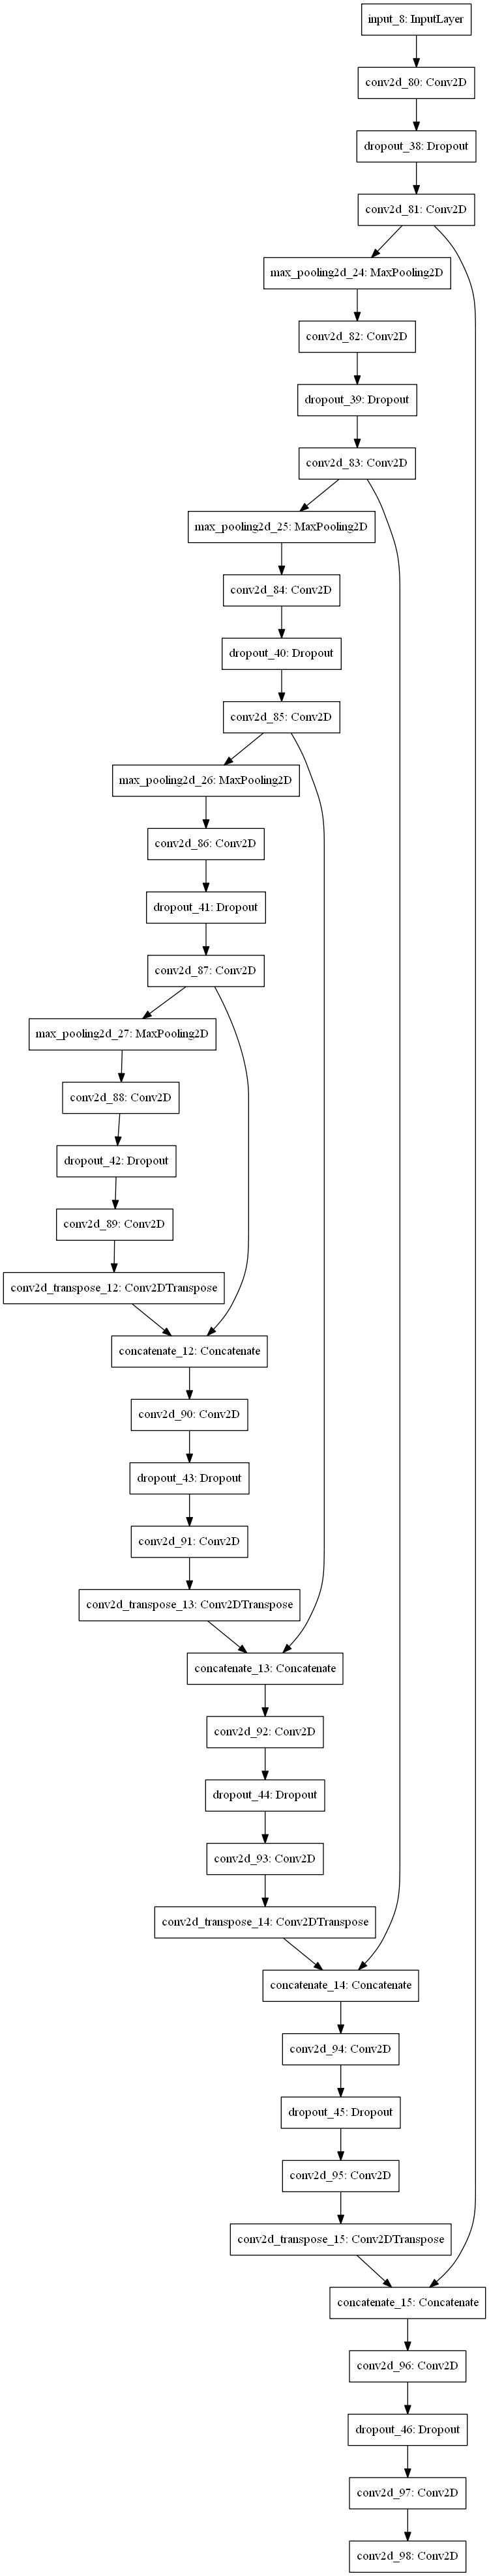 input_8: InputLayer
conv2d_80: Conv2D
dropout_38: Dropout
conv2d_81: Conv2D
max_pooling2d_24: MaxPooling2D
conv2d_82: Conv2D
dropout_39: Dropout
conv2d_83: Conv2D
max_pooling2d_25: MaxPooling2D
conv2d_84: Conv2D
dropout_40: Dropout
conv2d_85: Conv2D
max_pooling2d_26: MaxPooling2D
conv2d_86: Conv2D
dropout_41: Dropout
conv2d_87: Conv2D
max_pooling2d_27: MaxPooling2D
conv2d_88: Conv2D
dropout_42: Dropout
conv2d_89: Conv2D
conv2d_transpose_12: Conv2DTranspose
concatenate_12: Concatenate
conv2d_90: Conv2D
dropout_43: Dropout
conv2d_91: Conv2D
conv2d_transpose_13: Conv2DTranspose
concatenate_13: Concatenate
conv2d_92: Conv2D
dropout_44: Dropout
conv2d_93: Conv2D
conv2d_transpose_14: Conv2DTranspose
concatenate_14: Concatenate
conv2d_94: Conv2D
dropout_45: Dropout
conv2d_95: Conv2D
conv2d_transpose_15: Conv2DTranspose
concatenate_15: Concatenate
conv2d_96: Conv2D
dropout_46: Dropout
conv2d_97: Conv2D
conv2d_98: Conv2D